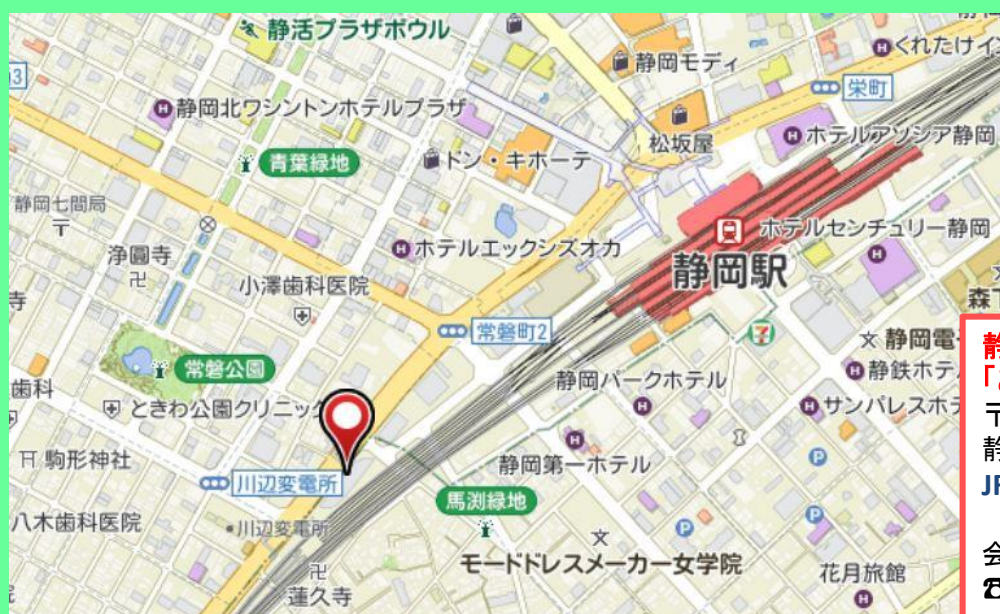 静活プラザボウル
静岡モディ
くれたけイ
栄町
静岡北ワシントンホテルプラザ
松坂屋
ホテルアソシア静岡
ドン・キホーテ
青葉緑地
静岡七間局
〒
ホテルセンチュリー静岡
浄圓寺
卍
ホテルエックシズオカ
静岡駅
小澤歯科医院
寺
森下
常磐町2
静岡電
常磐公園
静鉄ホテ
静岡パークホテル
歯科
ときわ公園クリニック
サンパレスホテ
駒形神社
静岡第一ホテル
川辺変電所
馬渕緑地
八木歯科医院
川辺変電所
モードドレスメーカー女学院
花月旅館
卍
蓮久寺
静
〒
静
会
☎